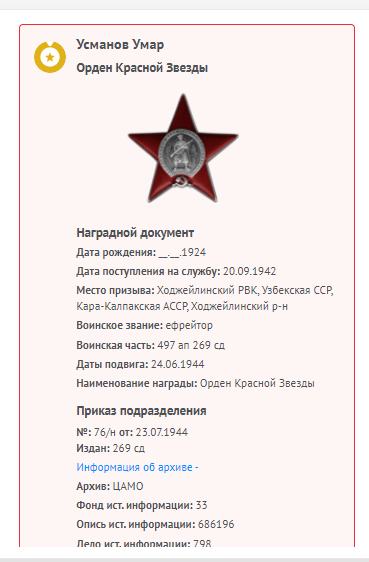 Усманов Умар
Орден Красной Звезды
Наградной документ
Дата рождения: __.__.1924
Дата поступления на службу: 20.09.1942
Место призыва: Ходжейлинский РВК, Узбекская ССР,
Кара-Калпакская АССР, Ходжейлинский р-н
Воинское звание: ефрейтор
Воинская часть: 497 ап 269 сд
Даты подвига: 24.06.1944
Наименование награды: Орден Красной Звезды
Приказ подразделения
№: 76/н от: 23.07.1944
Издан: 269 сд
Информация об архиве -
Архив: ЦАМО
Фонд ист. информации: 33
Опись ист. информации: 686196
Дело ист. информации: 798